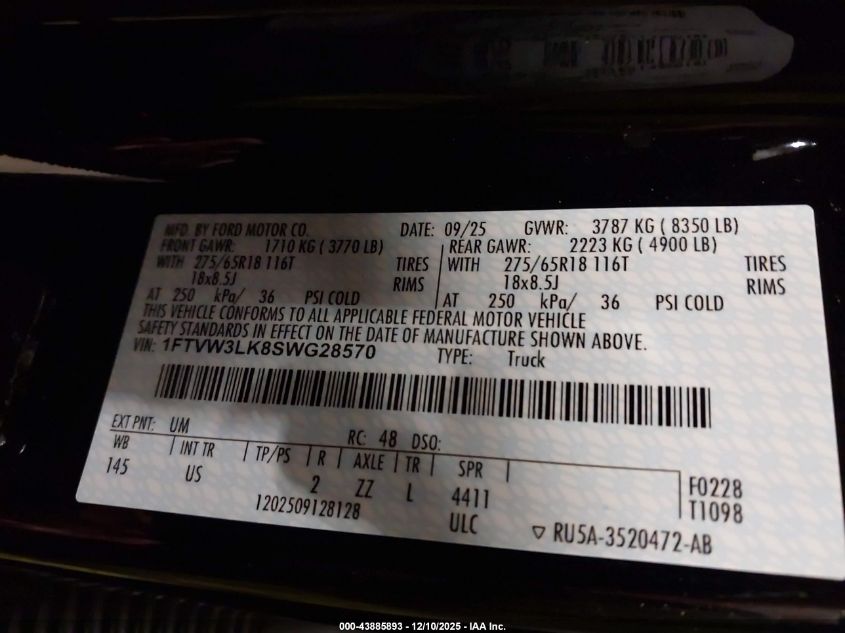 MFD. BY FORD MOTOR CO. DATE: 09/25 GVWR: 3787 KG ( 8350 LB)
FRONT GAWR: 1710 KG ( 3770 LB) REAR GAWR: 2223 KG ( 4900 LB)
WITH 275/65R18 116T TIRES WITH 275/65R18 116T TIRES
18x8.5J RIMS 18x8.5J RIMS
AT 250 kPa/ 36 PSI COLD AT 250 kPa/ 36 PSI COLD
THIS VEHICLE CONFORMS TO ALL APPLICABLE FEDERAL MOTOR VEHICLE
SAFETY STANDARDS IN EFFECT ON THE DATE OF MANUFACTURE SHOWN ABOVE.
VIN: 1FTVW3LK8SWG28570 TYPE: Truck
EXT PNT: UM RC: 48 DSO:
WB INT TR TP/PS R AXLE TR SPR
145 US 2 ZZ L 4411 F0228
1202509128128 ULC T1098
▽ RU5A-3520472-AB
000-43885893 – 12/10/2025 – IAA Inc.